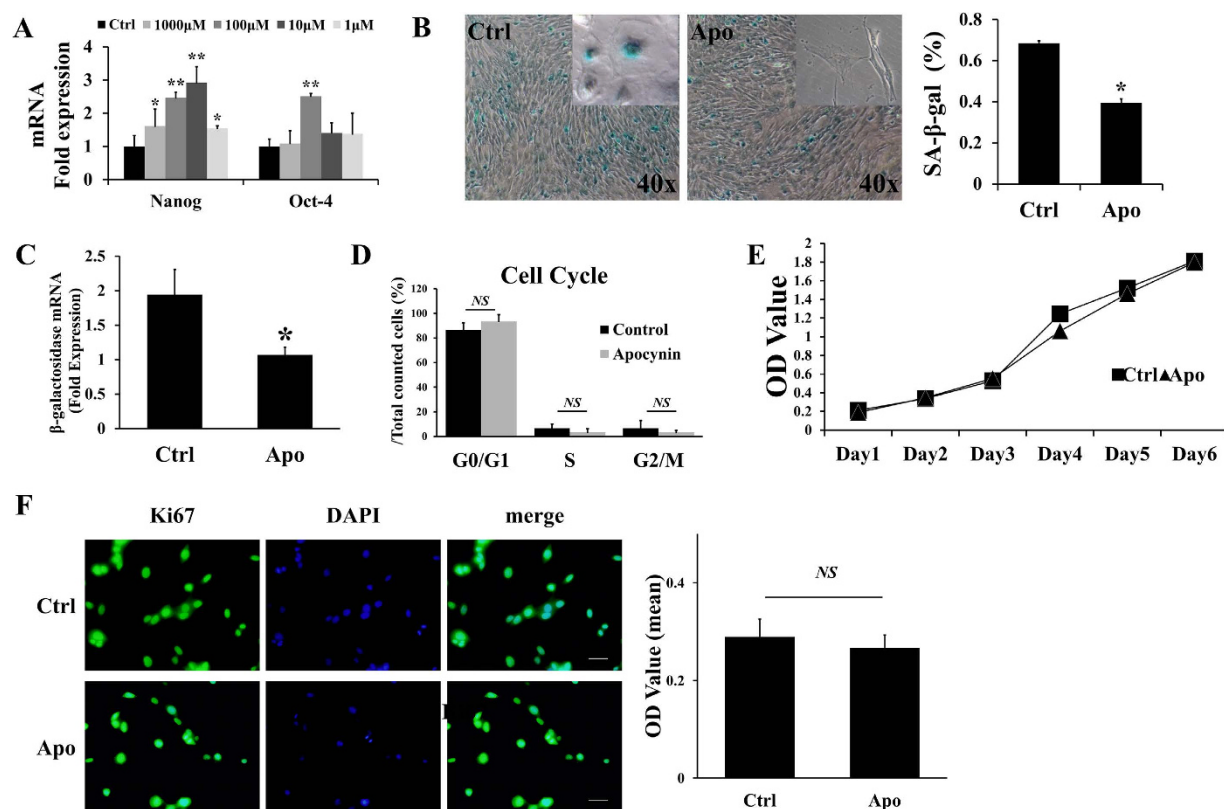 A
Ctrl 1000μM 100μM 10μM 1μM
mRNA
Fold expression
4
3
2
1
0
*
**
**
*
**
Nanog Oct-4
B
Ctrl
40x
Apo
40x
SA-β-gal (%)
0.8
0.6
0.4
0.2
0
*
Ctrl Apo
C
β-galactosidase mRNA
(Fold Expression)
2.5
2
1.5
1
0.5
0
*
Ctrl Apo
D
Cell Cycle
/Total counted cells (%)
120
100
80
60
40
20
0
NS
NS
NS
Control
Apocynin
G0/G1 S G2/M
E
OD Value
2
1.8
1.6
1.4
1.2
1
0.8
0.6
0.4
0.2
0
Ctrl Apo
Day1 Day2 Day3 Day4 Day5 Day6
F
Ki67 DAPI merge
Ctrl
Apo
OD Value (mean)
0.4
0.2
0
NS
Ctrl Apo